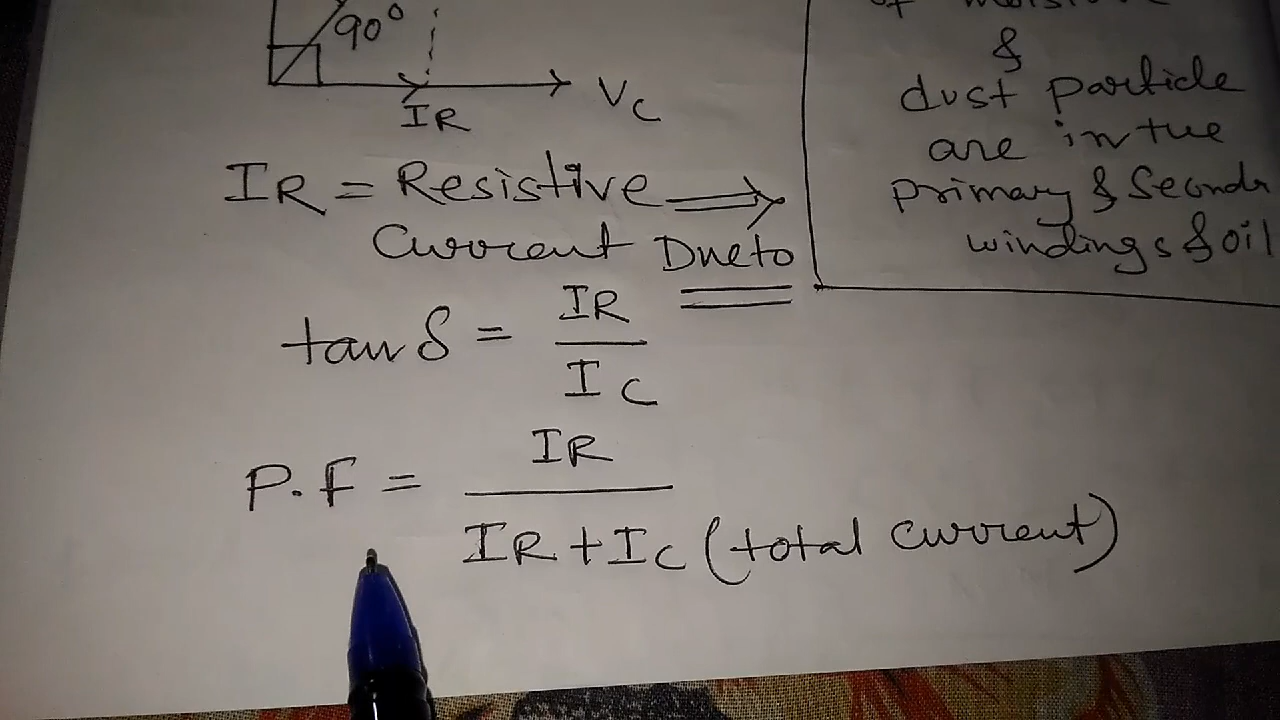 90°
IR
VC
IR = Resistive ⇒
Current Due to
tan δ = IR / IC
P.F = IR / IR + IC (total current)
&
dust particle
are in the
primary & Secondr
windings & oil